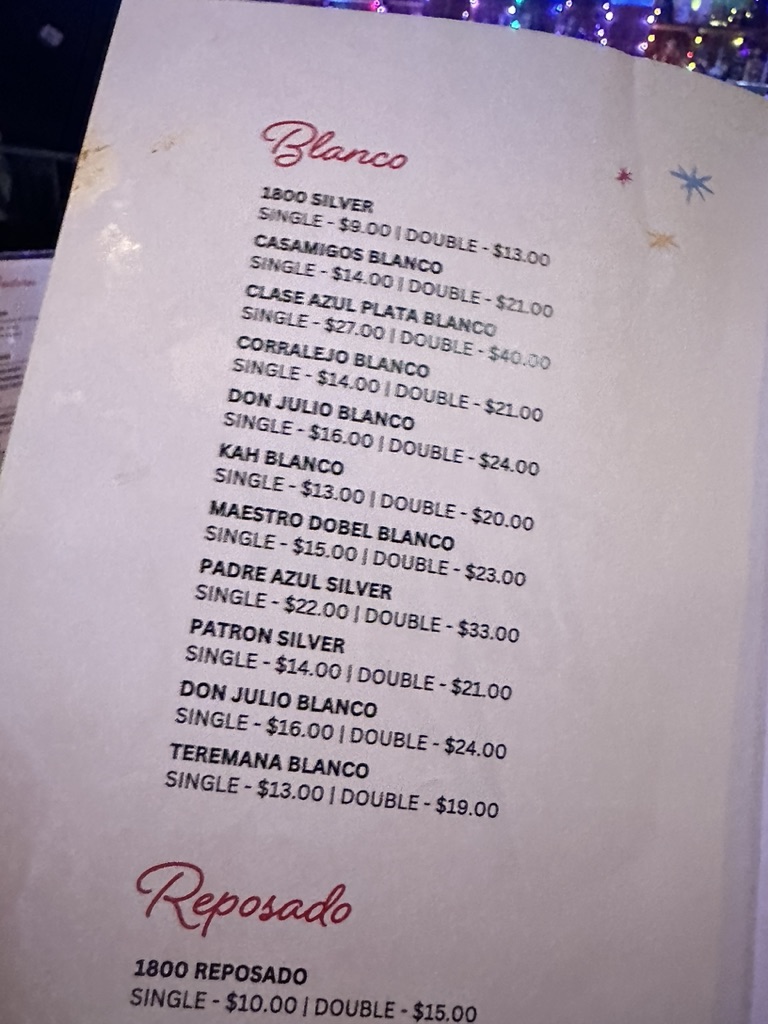 Blanco
1800 SILVER
SINGLE - $9.00 | DOUBLE - $13.00
CASAMIGOS BLANCO
SINGLE - $14.00 | DOUBLE - $21.00
CLASE AZUL PLATA BLANCO
SINGLE - $27.00 | DOUBLE - $40.00
CORRALEJO BLANCO
SINGLE - $14.00 | DOUBLE - $21.00
DON JULIO BLANCO
SINGLE - $16.00 | DOUBLE - $24.00
KAH BLANCO
SINGLE - $13.00 | DOUBLE - $20.00
MAESTRO DOBEL BLANCO
SINGLE - $15.00 | DOUBLE - $23.00
PADRE AZUL SILVER
SINGLE - $22.00 | DOUBLE - $33.00
PATRON SILVER
SINGLE - $14.00 | DOUBLE - $21.00
DON JULIO BLANCO
SINGLE - $16.00 | DOUBLE - $24.00
TEREMANA BLANCO
SINGLE - $13.00 | DOUBLE - $19.00
Reposado
1800 REPOSADO
SINGLE - $10.00 | DOUBLE - $15.00